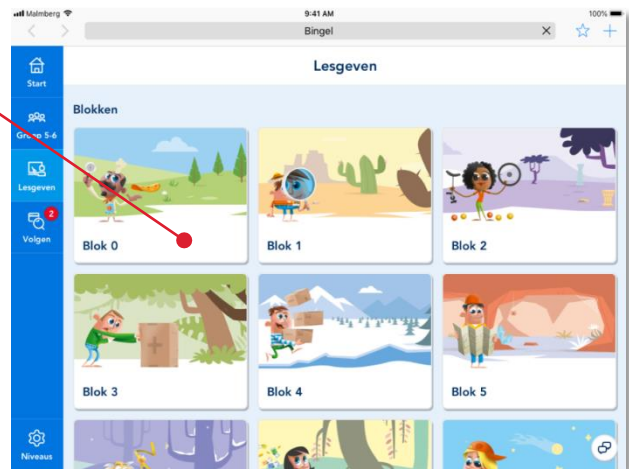 Malmberg 9:41 AM 100%
Bingel
Lesgeven
Start
Groep 5-6
Lesgeven
2
Volgen
Niveaus
Blokken
Blok 0 Blok 1 Blok 2
Blok 3 Blok 4 Blok 5